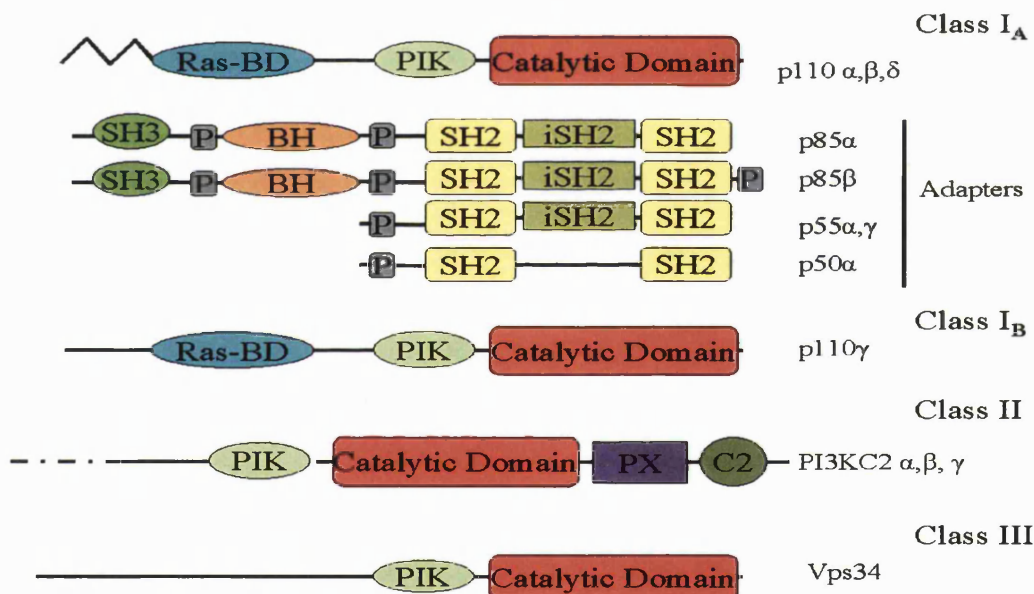 Class IA
Ras-BD PIK Catalytic Domain p110 α,β,δ
SH3 P BH P SH2 iSH2 SH2 p85α
SH3 P BH P SH2 iSH2 SH2 P p85β
Adapters
P SH2 iSH2 SH2 p55α,γ
P SH2 SH2 p50α
Class IB
Ras-BD PIK Catalytic Domain p110γ
Class II
PIK Catalytic Domain PX C2 PI3KC2 α,β, γ
Class III
PIK Catalytic Domain Vps34